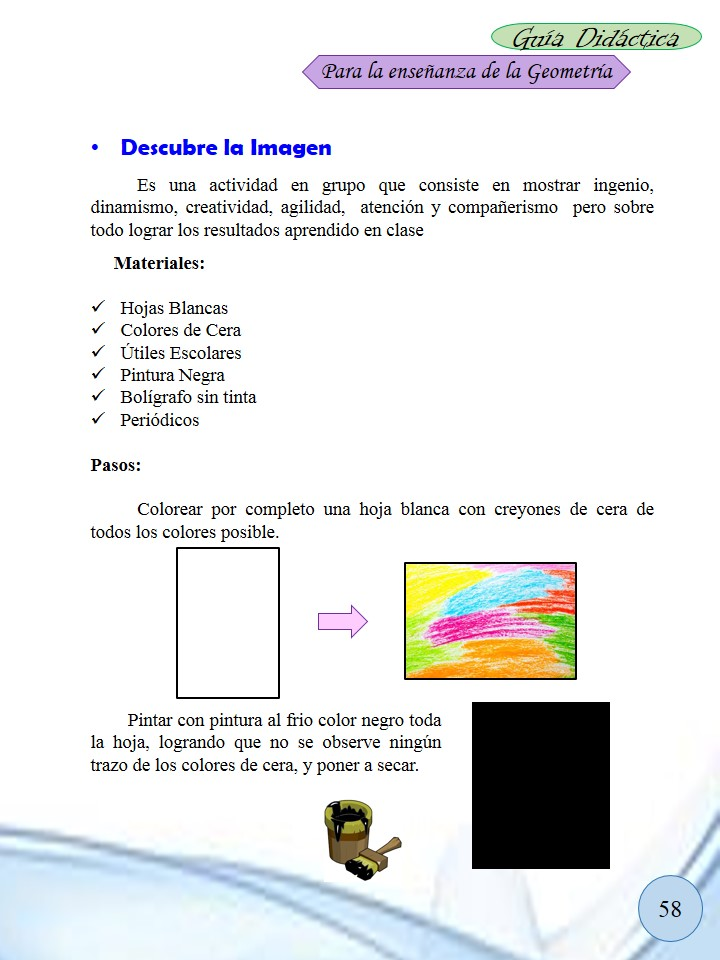 Guía Didáctica
Para la enseñanza de la Geometría
• Descubre la Imagen
Es una actividad en grupo que consiste en mostrar ingenio,
dinamismo, creatividad, agilidad, atención y compañerismo pero sobre
todo lograr los resultados aprendido en clase
Materiales:
✓ Hojas Blancas
✓ Colores de Cera
✓ Útiles Escolares
✓ Pintura Negra
✓ Bolígrafo sin tinta
✓ Periódicos
Pasos:
Colorear por completo una hoja blanca con creyones de cera de
todos los colores posible.
Pintar con pintura al frio color negro toda
la hoja, logrando que no se observe ningún
trazo de los colores de cera, y poner a secar.
58